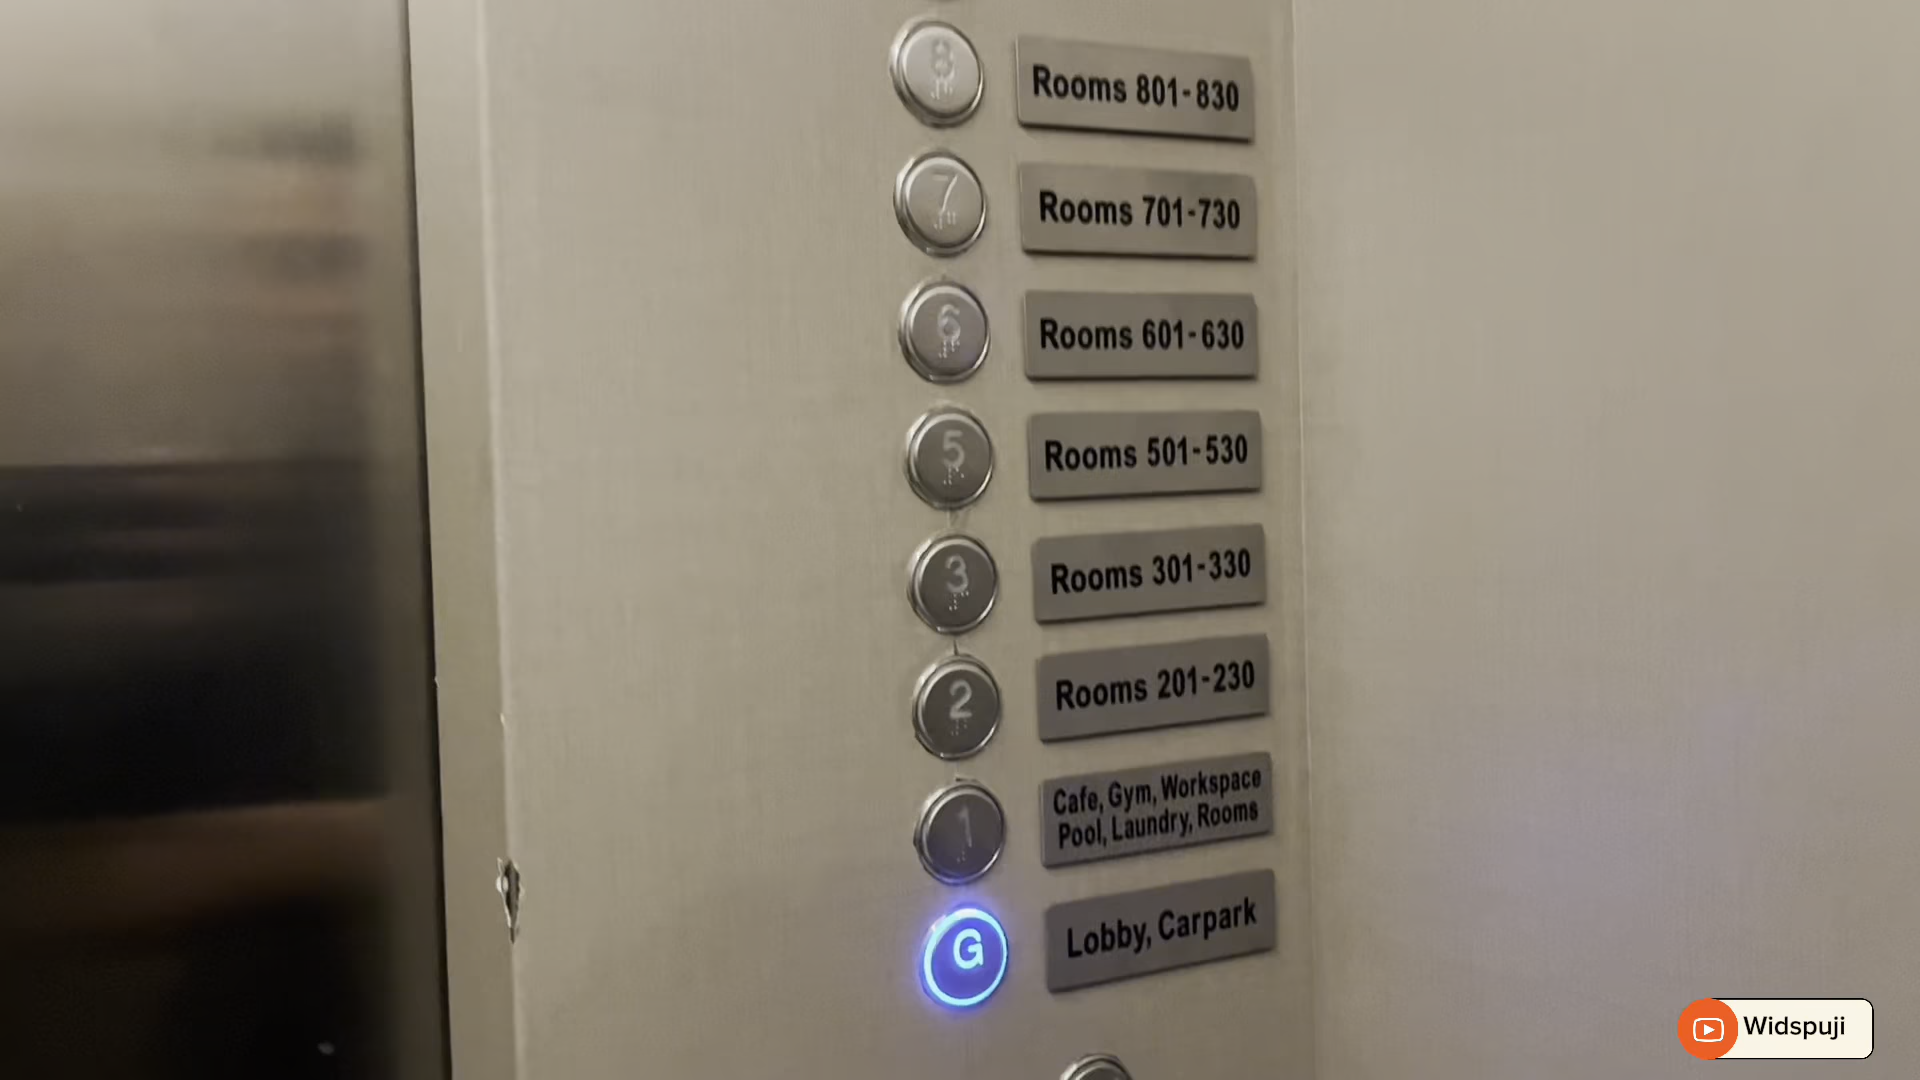 8
Rooms 801-830
7
Rooms 701-730
6
Rooms 601-630
5
Rooms 501-530
3
Rooms 301-330
2
Rooms 201-230
1
Cafe, Gym, Workspace
Pool, Laundry, Rooms
G
Lobby, Carpark
Widspuji